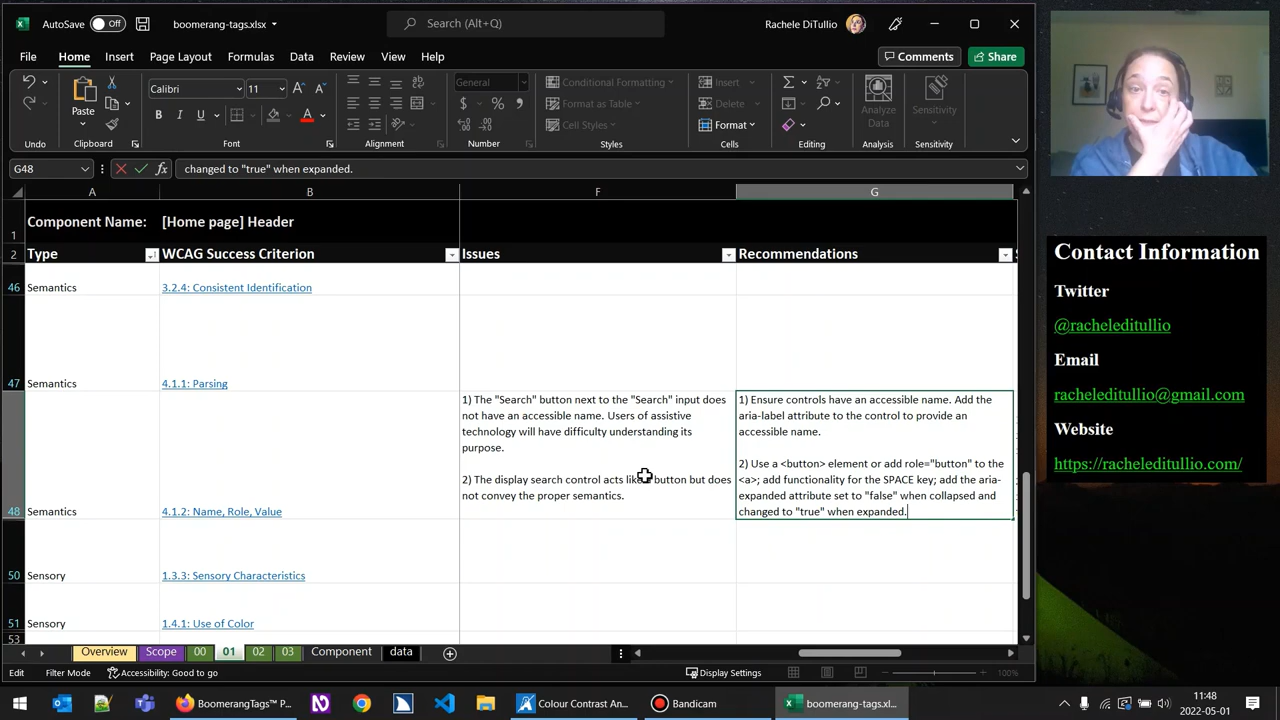 AutoSave Off boomerang-tags.xlsx Search (Alt+Q) Rachele DiTullio
File Home Insert Page Layout Formulas Data Review View Help Comments Share
Paste Calibri 11 General Conditional Formatting Insert Analyze Data Sensitivity
B I U $ % Format as Table Delete
Cell Styles Format
Undo Clipboard Font Alignment Number Styles Cells Editing Analysis Sensitivity
G48 fx changed to "true" when expanded.
A B F G
1 Component Name: [Home page] Header
2 Type WCAG Success Criterion Issues Recommendations
46 Semantics 3.2.4: Consistent Identification
47 Semantics 4.1.1: Parsing
1) The "Search" button next to the "Search" input does
not have an accessible name. Users of assistive
technology will have difficulty understanding its
purpose.
2) The display search control acts like button but does
not convey the proper semantics.
1) Ensure controls have an accessible name. Add the
aria-label attribute to the control to provide an
accessible name.
2) Use a <button> element or add role="button" to the
<a>; add functionality for the SPACE key; add the aria-
expanded attribute set to "false" when collapsed and
changed to "true" when expanded.
48 Semantics 4.1.2: Name, Role, Value
50 Sensory 1.3.3: Sensory Characteristics
51 Sensory 1.4.1: Use of Color
53
Overview Scope 00 01 02 03 Component data
Edit Filter Mode Accessibility: Good to go Display Settings 100%
BoomerangTags™ P... Colour Contrast An... Bandicam boomerang-tags.xl... 11:48
2022-05-01
Contact Information
Twitter
@racheleditullio
Email
racheleditullio@gmail.com
Website
https://racheleditullio.com/